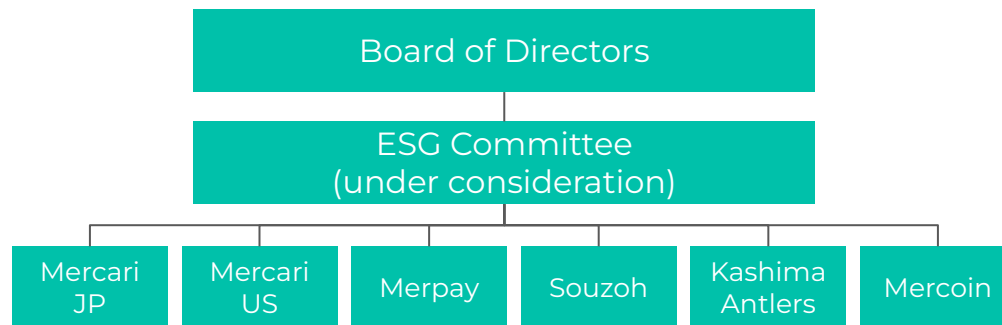 Board of Directors
ESG Committee
(under consideration)
Mercari
JP
Mercari
US
Merpay
Souzoh
Kashima
Antlers
Mercoin